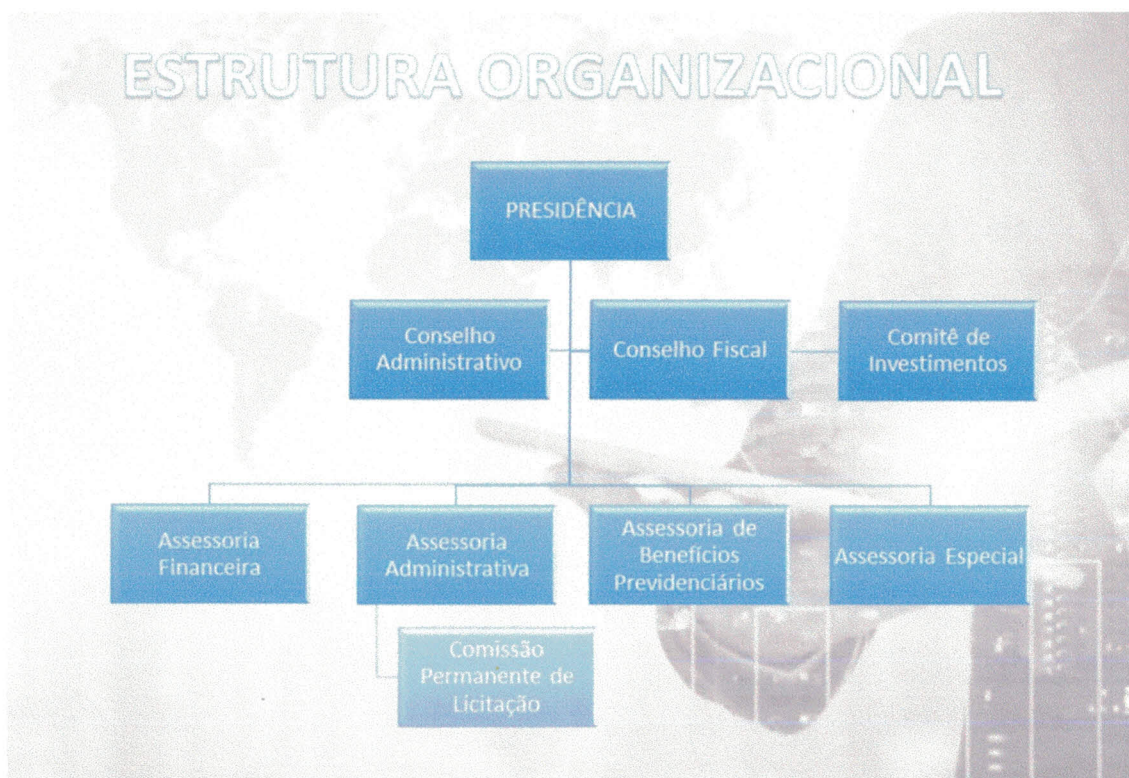 ESTRUTURA ORGANIZACIONAL
PRESIDÊNCIA
Conselho
Administrativo
Conselho Fiscal
Comitê de
Investimentos
Assessoria
Financeira
Assessoria
Administrativa
Assessoria de
Benefícios
Previdenciários
Assessoria Especial
Comissão
Permanente de
Licitação